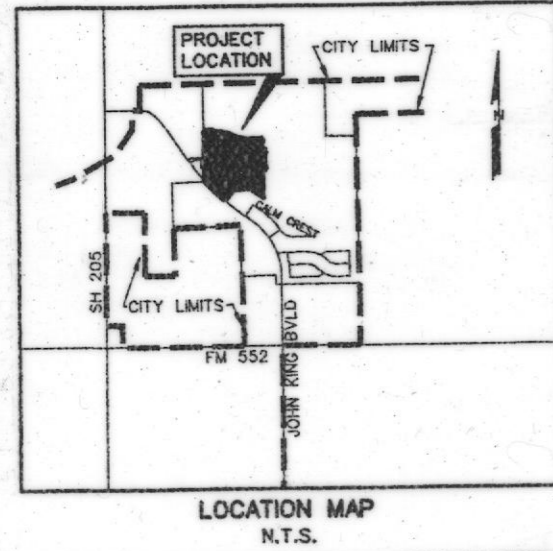 PROJECT
LOCATION
CITY LIMITS
N
CALM CREST
SH 205
CITY LIMITS
FM 552
JOHN KING BVLD
LOCATION MAP
N.T.S.